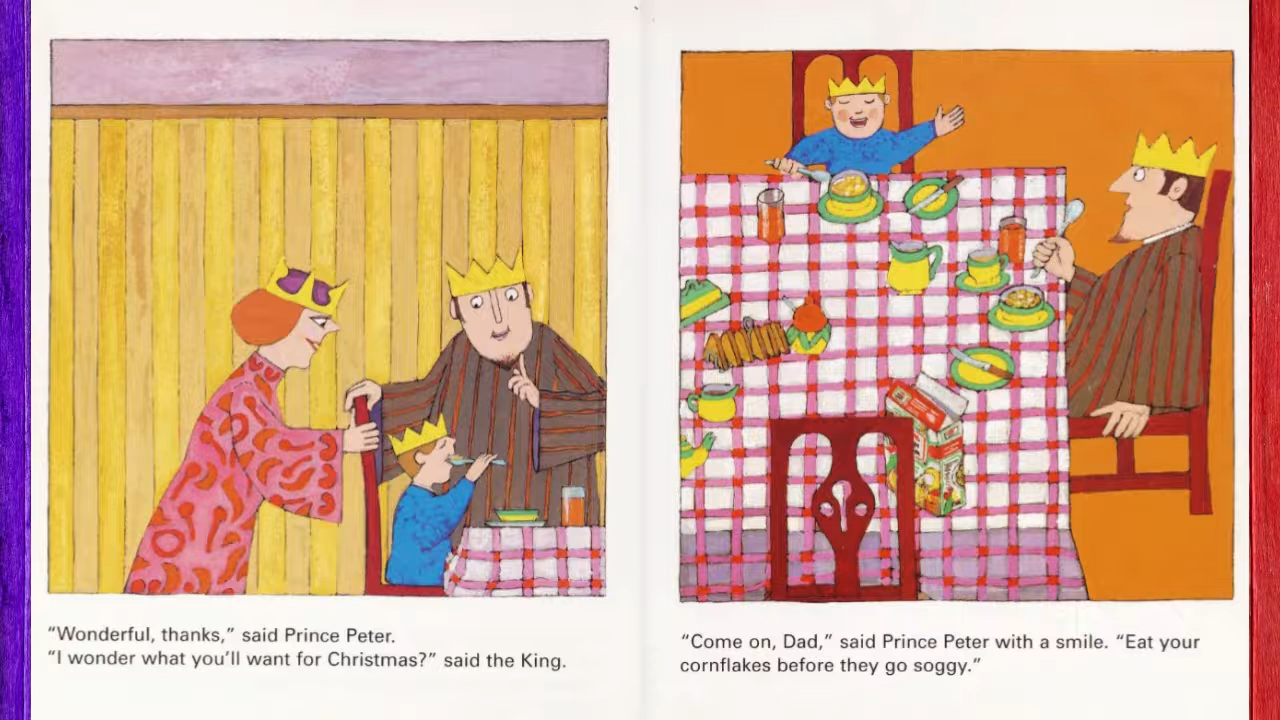 “Wonderful, thanks,” said Prince Peter.
“I wonder what you’ll want for Christmas?” said the King.
“Come on, Dad,” said Prince Peter with a smile. “Eat your
cornflakes before they go soggy.”